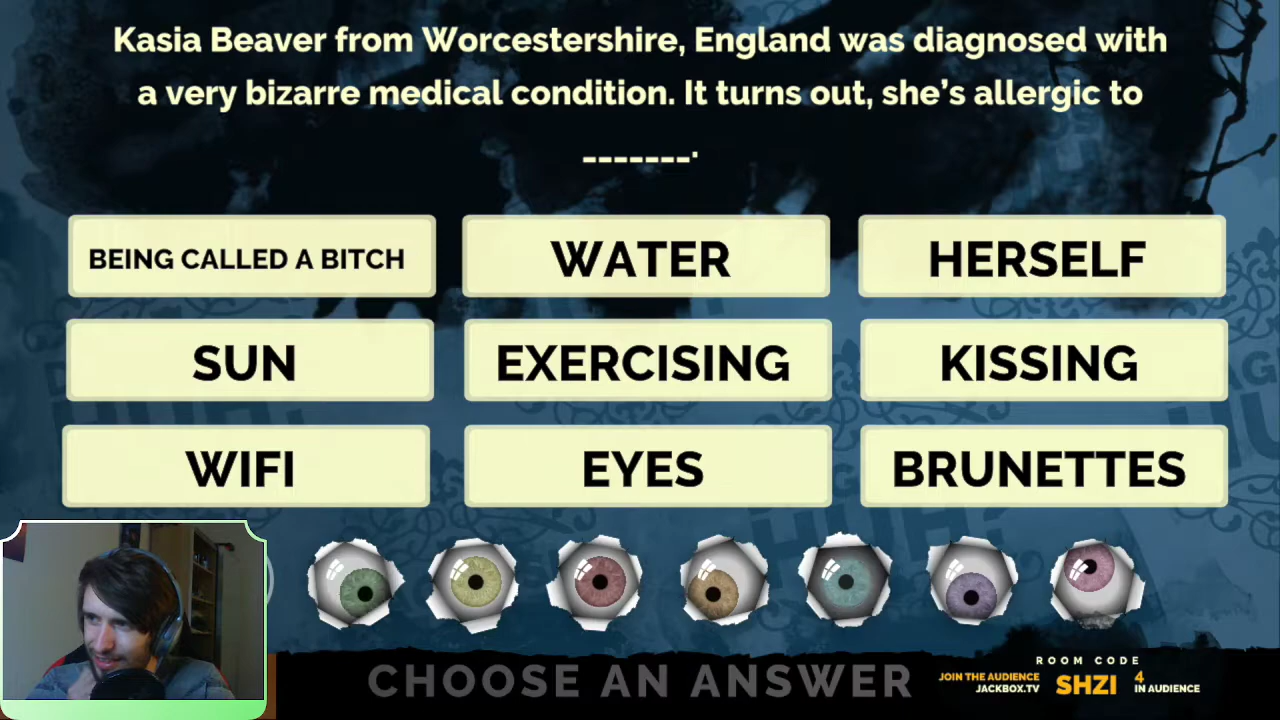 Kasia Beaver from Worcestershire, England was diagnosed with
a very bizarre medical condition. It turns out, she's allergic to
_______.
BEING CALLED A BITCH
WATER
HERSELF
SUN
EXERCISING
KISSING
WIFI
EYES
BRUNETTES
CHOOSE AN ANSWER
ROOM CODE
JOIN THE AUDIENCE
JACKBOX.TV
SHZI
4
IN AUDIENCE